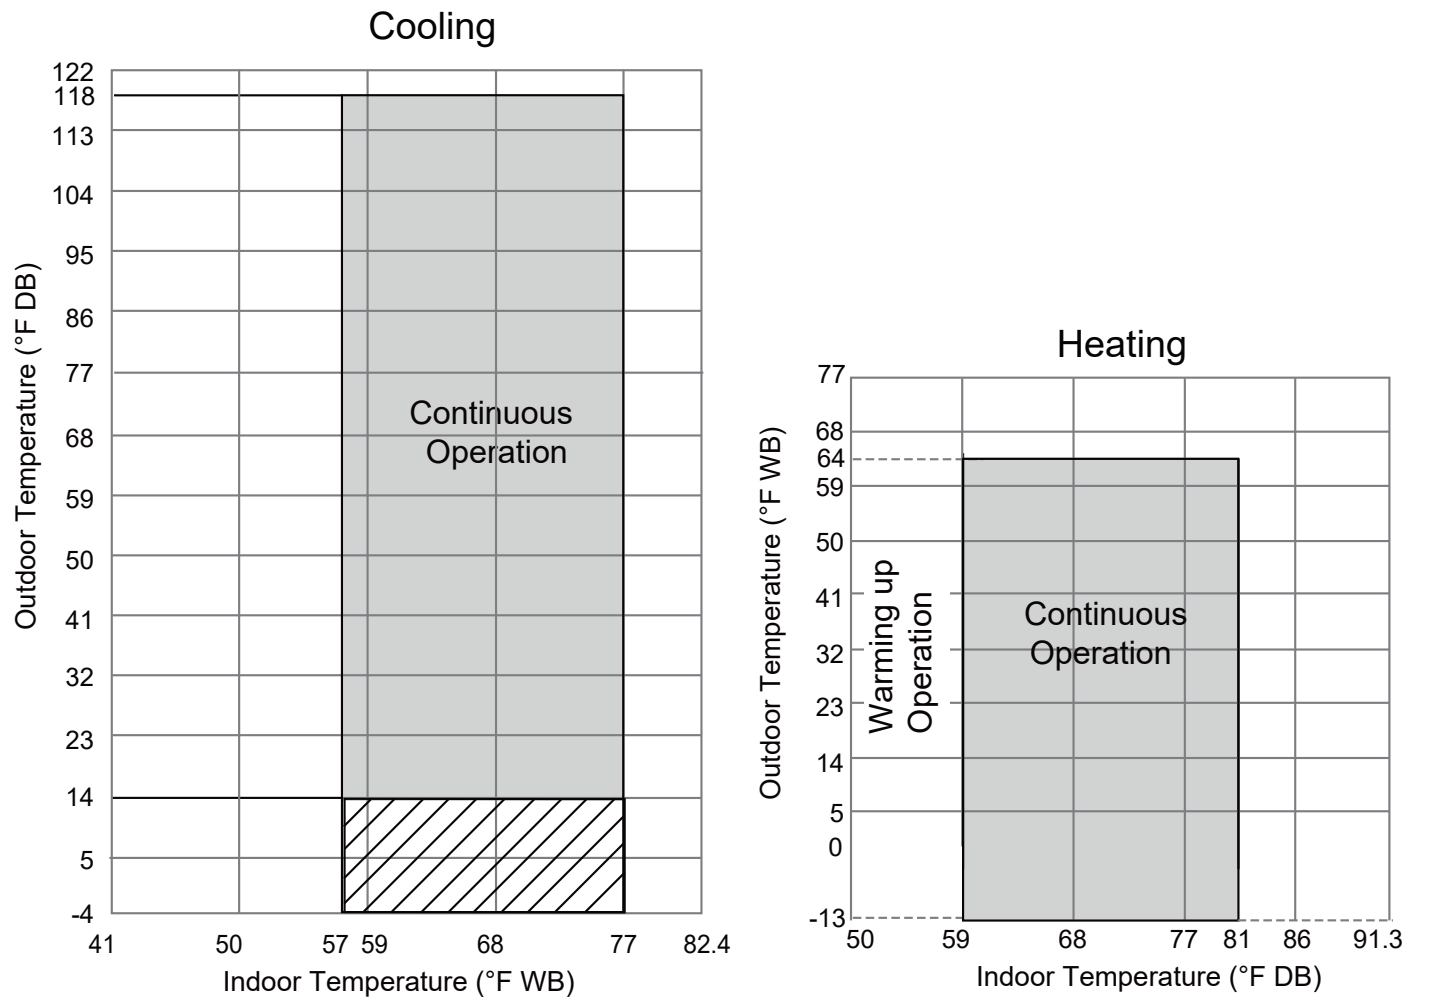 Cooling
122
118
113
104
95
86
77
68
59
50
41
32
23
14
5
-4
Outdoor Temperature (°F DB)
Continuous
Operation
41 50 57 59 68 77 82.4
Indoor Temperature (°F WB)
Heating
77
68
64
59
50
41
32
23
14
5
0
-13
Outdoor Temperature (°F WB)
Warming up
Operation
Continuous
Operation
50 59 68 77 81 86 91.3
Indoor Temperature (°F DB)